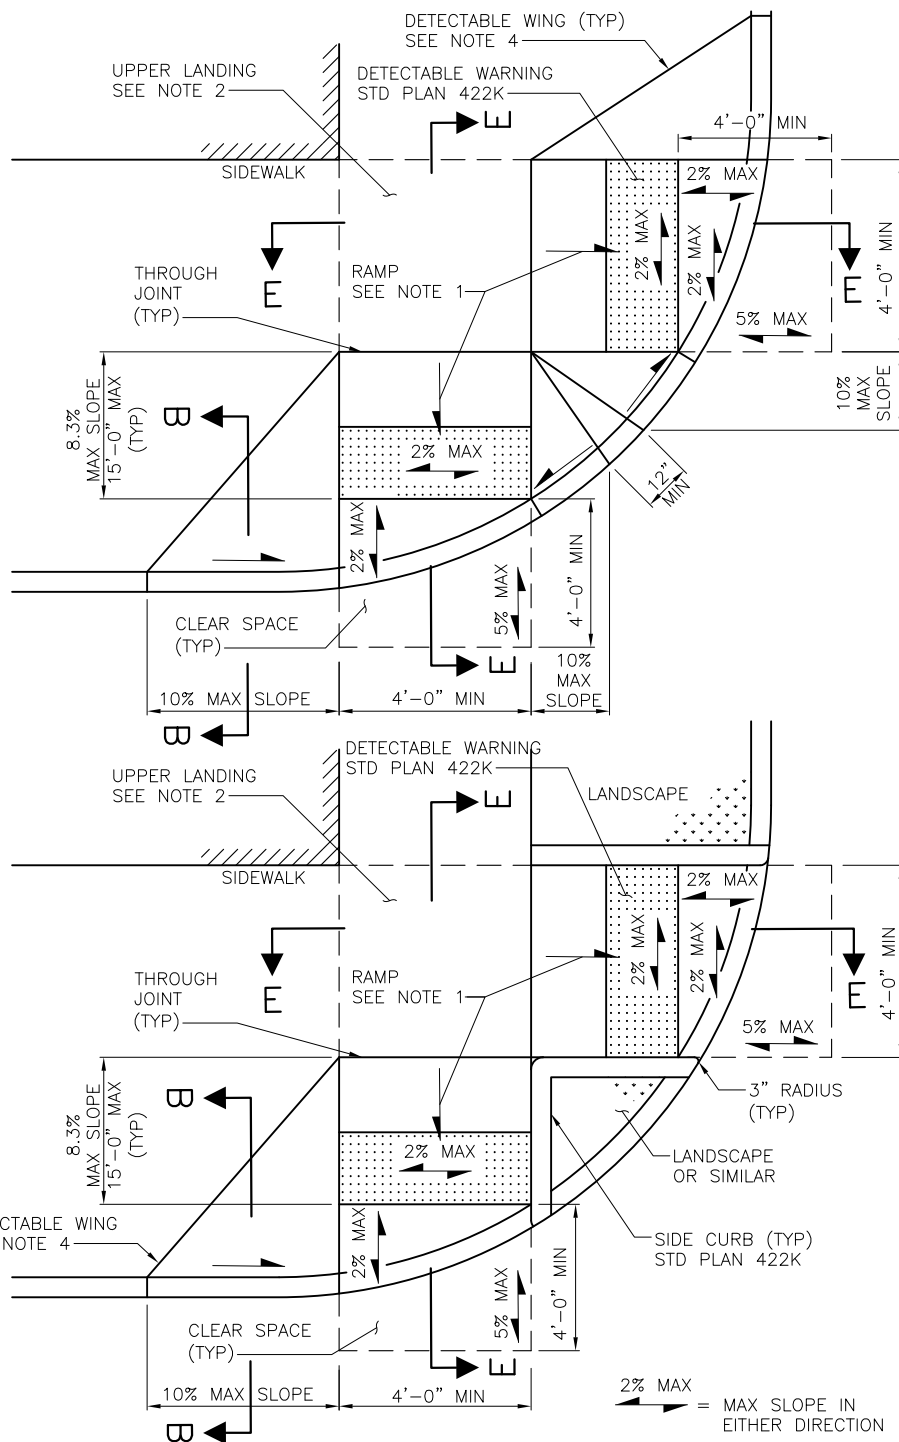 DETECTABLE WING (TYP)
SEE NOTE 4
UPPER LANDING
SEE NOTE 2
DETECTABLE WARNING
STD PLAN 422K
E
4'-0" MIN
SIDEWALK
2% MAX
2% MAX
2% MAX
4'-0" MIN
E
E
THROUGH
JOINT
(TYP)
RAMP
SEE NOTE 1
5% MAX
8.3%
MAX SLOPE
15'-0" MAX
(TYP)
B
10%
MAX
SLOPE
2% MAX
12"
MIN
2% MAX
4'-0" MIN
5% MAX
CLEAR SPACE
(TYP)
E
10%
MAX
SLOPE
10% MAX SLOPE
4'-0" MIN
B
DETECTABLE WARNING
STD PLAN 422K
UPPER LANDING
SEE NOTE 2
E
LANDSCAPE
SIDEWALK
2% MAX
2% MAX
2% MAX
4'-0" MIN
E
E
THROUGH
JOINT
(TYP)
RAMP
SEE NOTE 1
5% MAX
8.3%
MAX SLOPE
15'-0" MAX
(TYP)
B
3" RADIUS
(TYP)
2% MAX
LANDSCAPE
OR SIMILAR
CTABLE WING
NOTE 4
SIDE CURB (TYP)
STD PLAN 422K
2% MAX
4'-0" MIN
5% MAX
CLEAR SPACE
(TYP)
E
10% MAX SLOPE
4'-0" MIN
B
2% MAX
= MAX SLOPE IN
EITHER DIRECTION